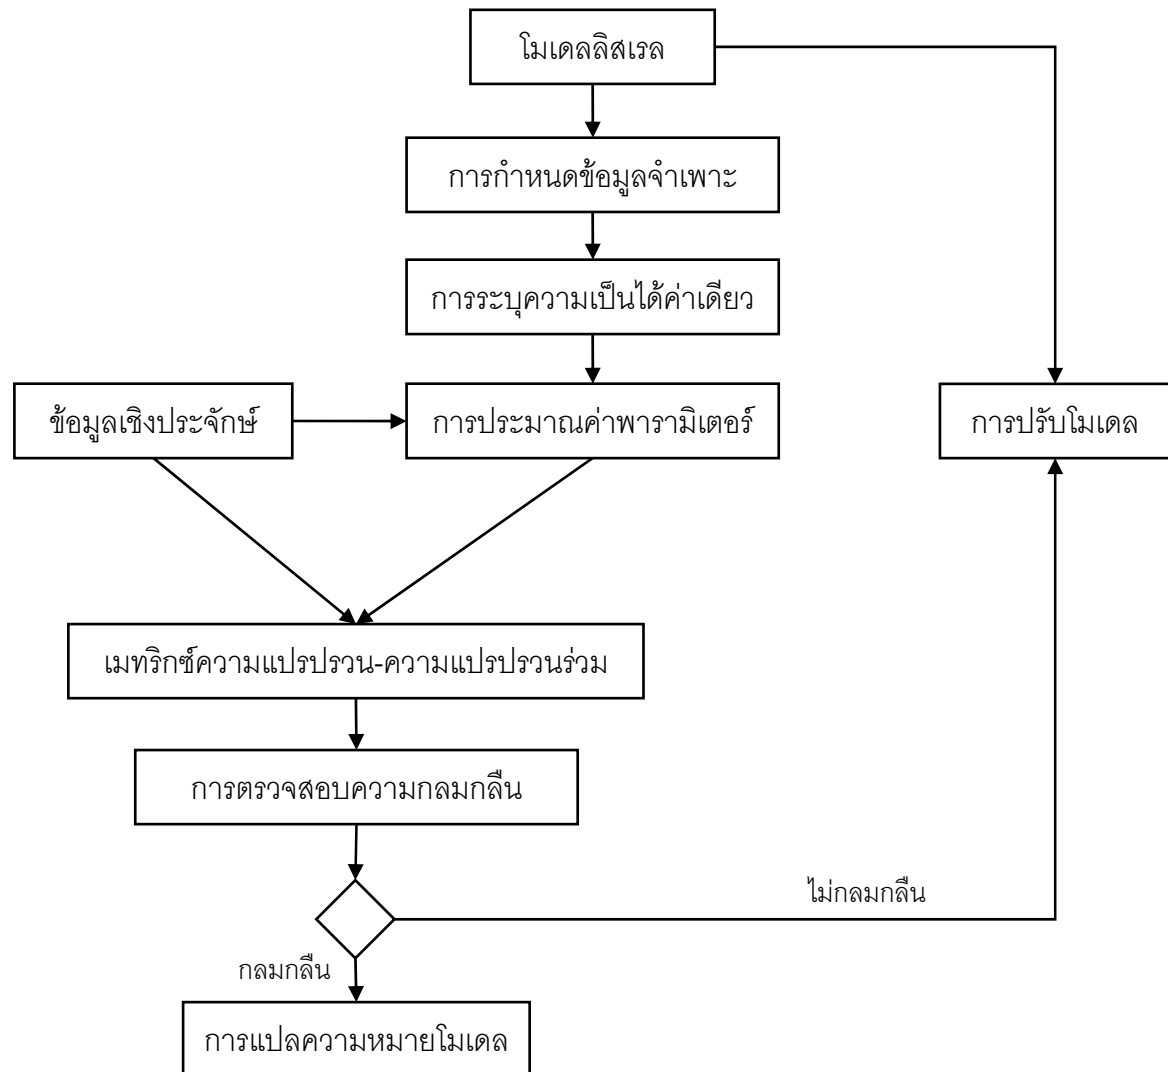 โมเดลลิสเรล
การกำหนดข้อมูลจำเพาะ
การระบุความเป็นได้ค่าเดียว
ข้อมูลเชิงประจักษ์
การประมาณค่าพารามิเตอร์
การปรับโมเดล
เมทริกซ์ความแปรปรวน-ความแปรปรวนร่วม
การตรวจสอบความกลมกลืน
ไม่กลมกลืน
กลมกลืน
การแปลความหมายโมเดล